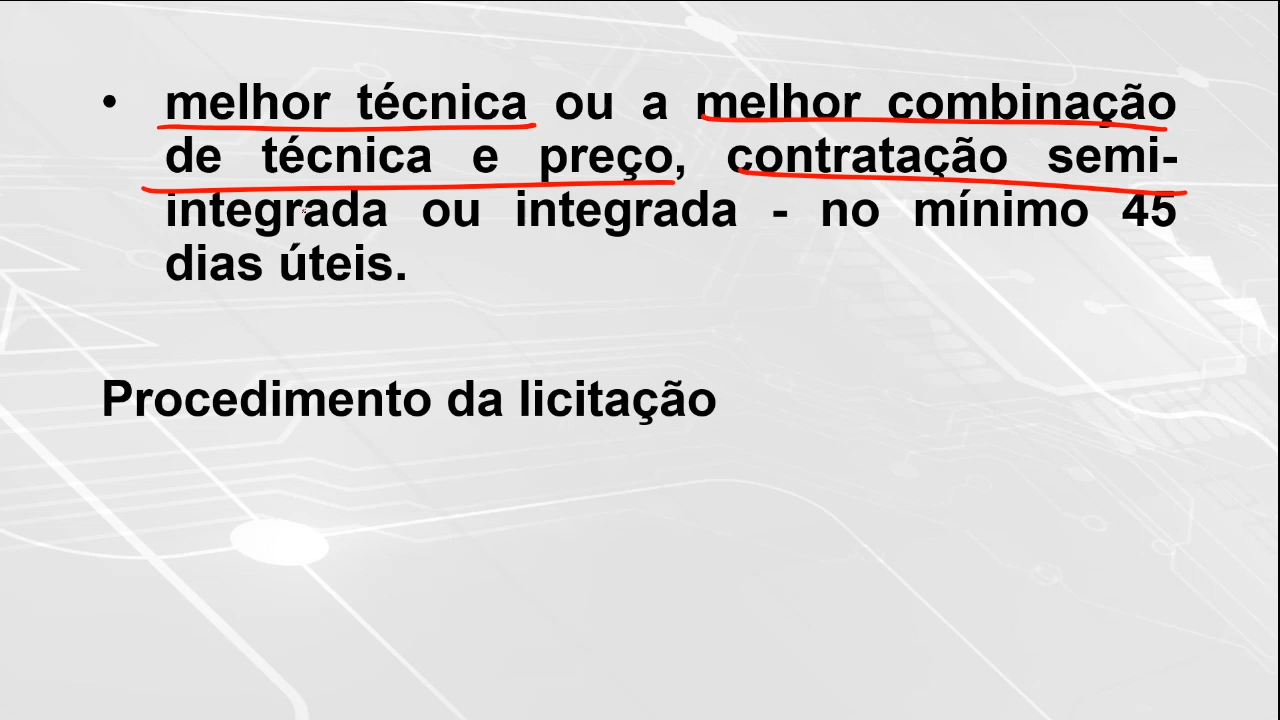 • melhor técnica ou a melhor combinação
de técnica e preço, contratação semi-
integrada ou integrada - no mínimo 45
dias úteis.
Procedimento da licitação